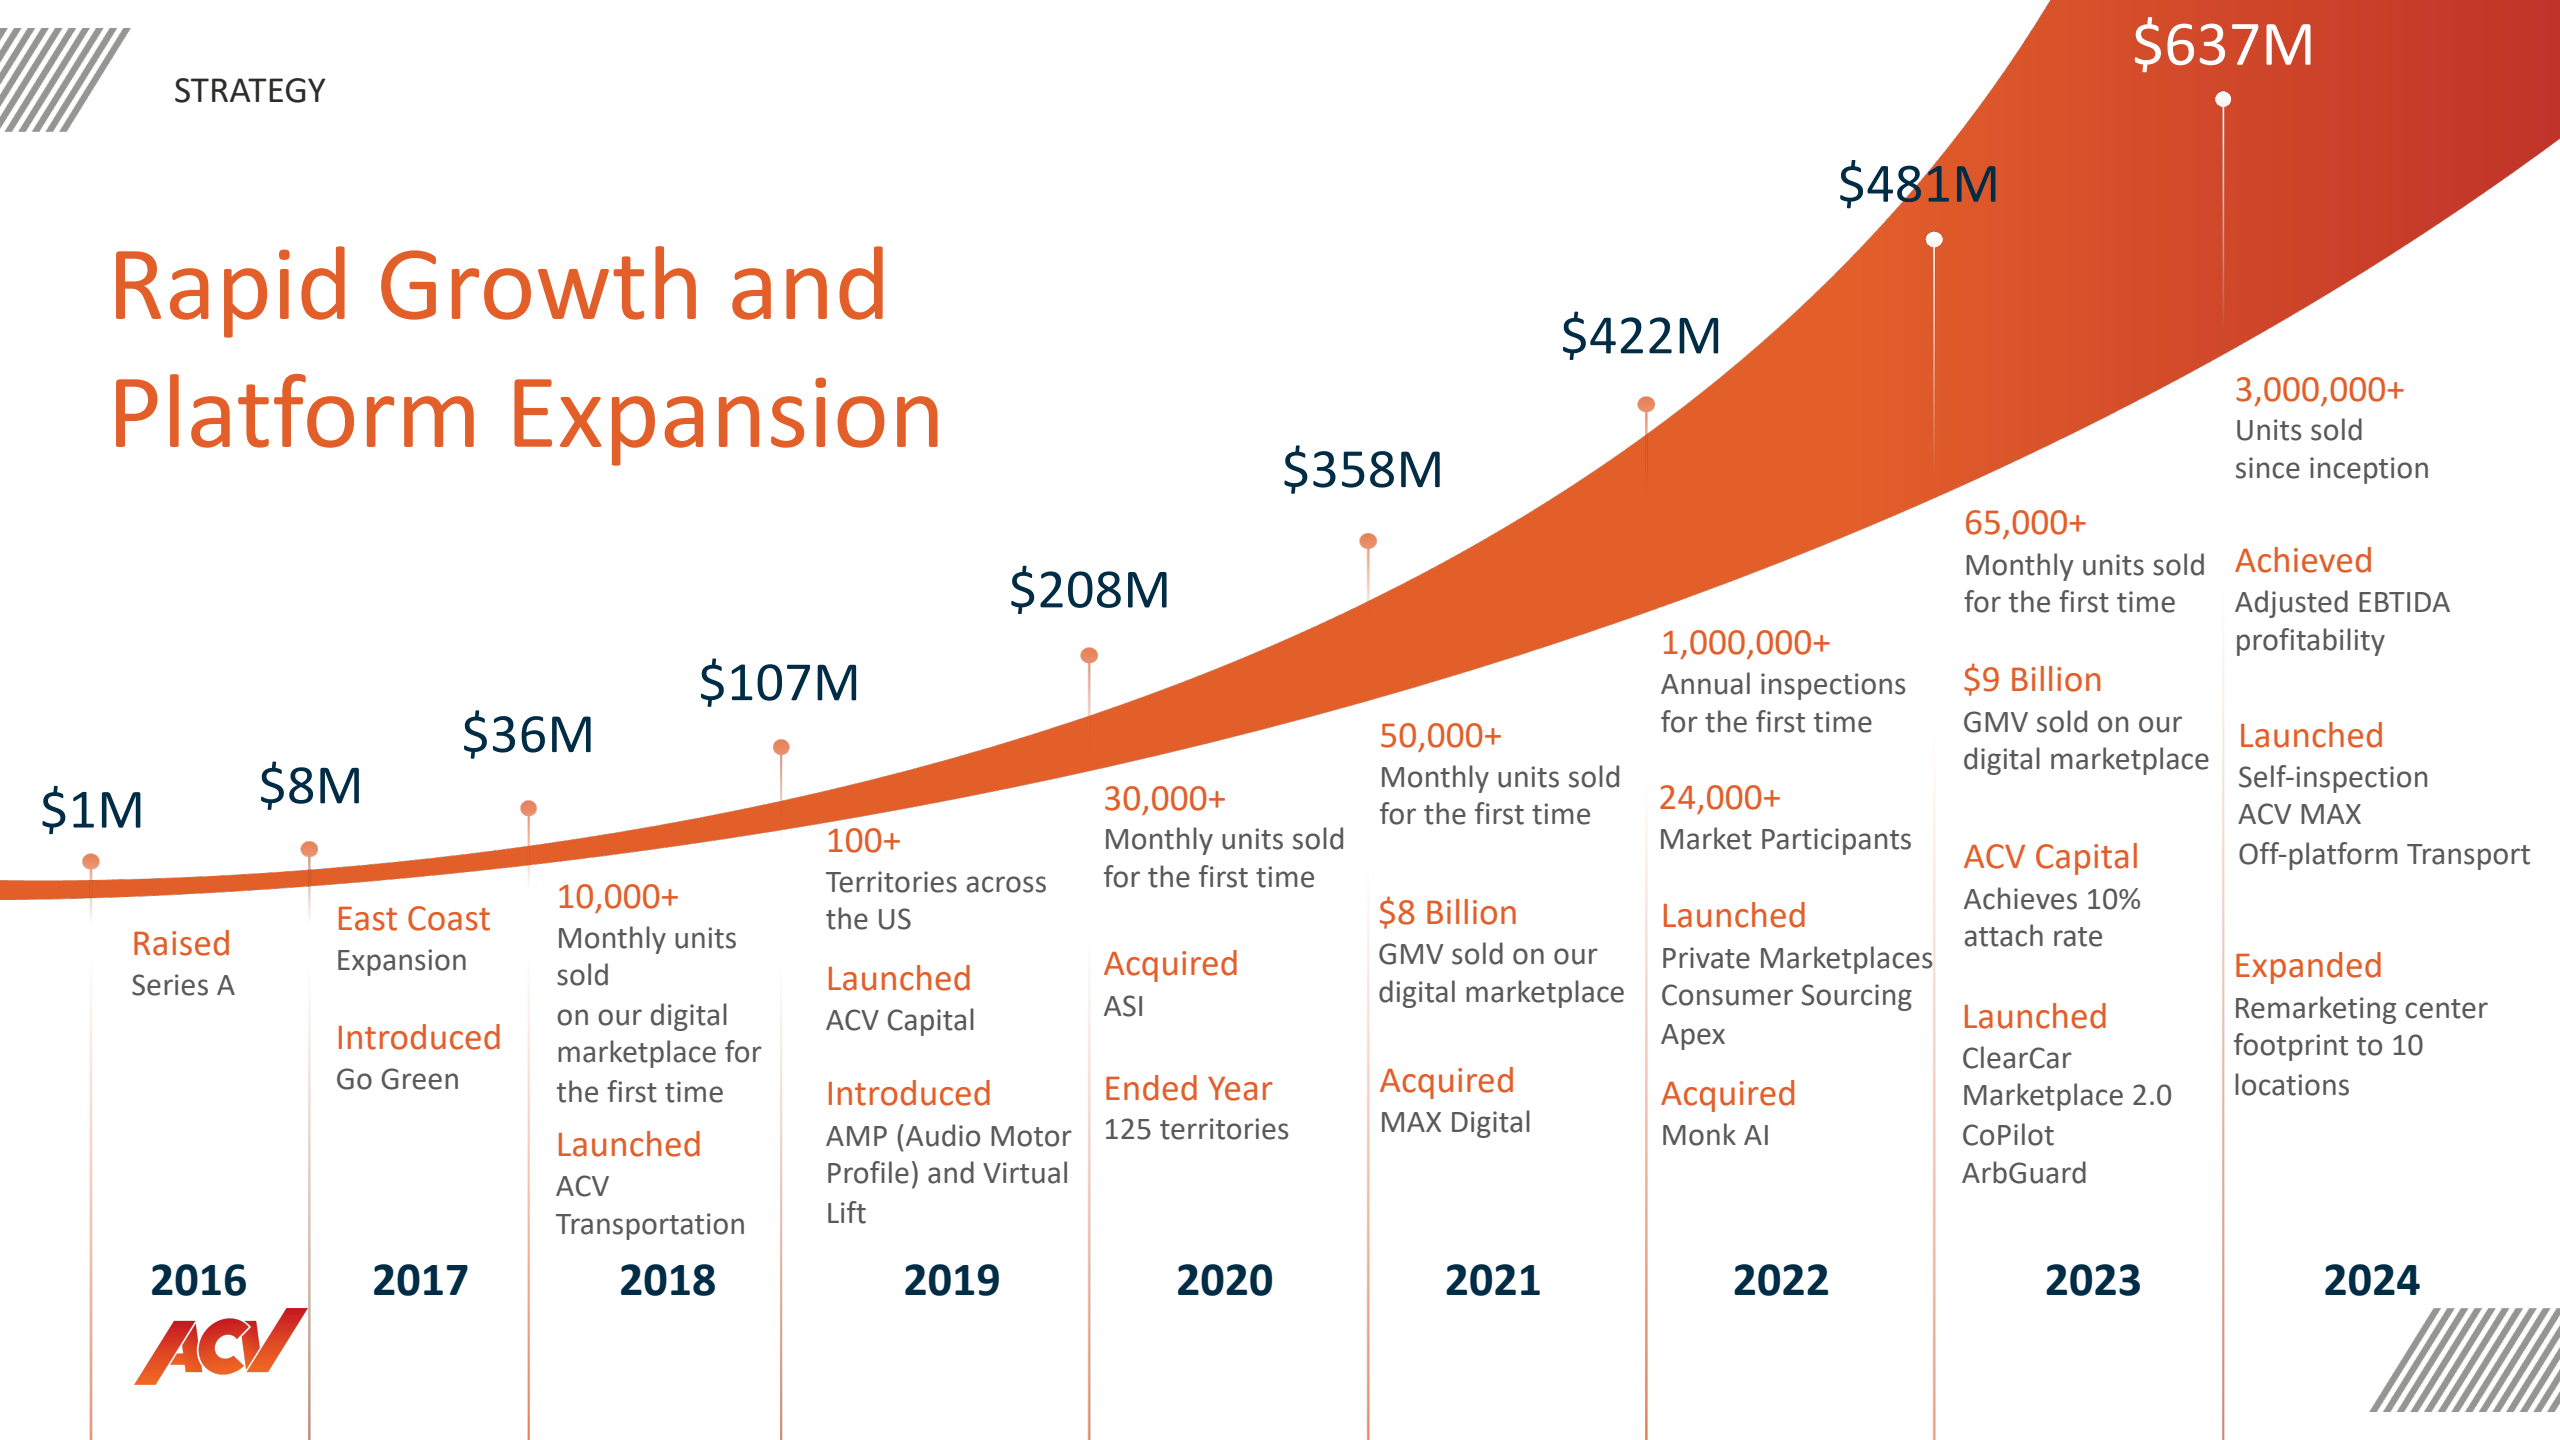 STRATEGY
Rapid Growth and
Platform Expansion
$1M
$8M
$36M
$107M
$208M
$358M
$422M
$481M
$637M
Raised
Series A
2016
East Coast
Expansion
Introduced
Go Green
2017
10,000+
Monthly units
sold
on our digital
marketplace for
the first time
Launched
ACV
Transportation
2018
100+
Territories across
the US
Launched
ACV Capital
Introduced
AMP (Audio Motor
Profile) and Virtual
Lift
2019
30,000+
Monthly units sold
for the first time
Acquired
ASI
Ended Year
125 territories
2020
50,000+
Monthly units sold
for the first time
$8 Billion
GMV sold on our
digital marketplace
Acquired
MAX Digital
2021
1,000,000+
Annual inspections
for the first time
24,000+
Market Participants
Launched
Private Marketplaces
Consumer Sourcing
Apex
Acquired
Monk AI
2022
65,000+
Monthly units sold
for the first time
$9 Billion
GMV sold on our
digital marketplace
ACV Capital
Achieves 10%
attach rate
Launched
ClearCar
Marketplace 2.0
CoPilot
ArbGuard
2023
3,000,000+
Units sold
since inception
Achieved
Adjusted EBTIDA
profitability
Launched
Self-inspection
ACV MAX
Off-platform Transport
Expanded
Remarketing center
footprint to 10
locations
2024
ACV